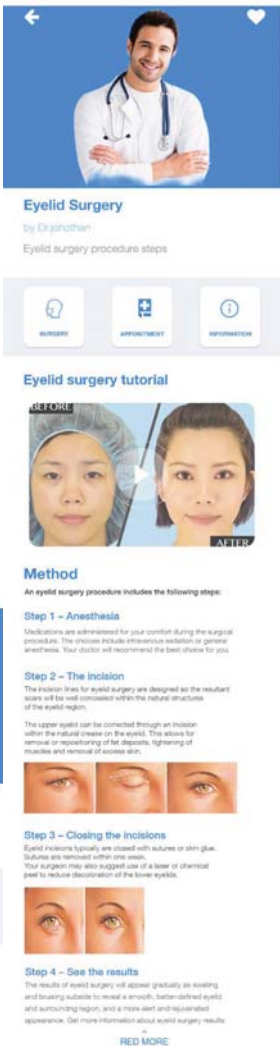 Eyelid Surgery
by Dr.jonothan
Eyelid surgery procedure steps
SURGERY
APPOINTMENT
INFORMATION
Eyelid surgery tutorial
BEFORE
AFTER
Method
An eyelid surgery procedure includes the following steps:
Step 1 – Anesthesia
Medications are administered for your comfort during the surgical
procedure. The choices include intravenous sedation or general
anesthesia. Your doctor will recommend the best choice for you.
Step 2 – The incision
The incision lines for eyelid surgery are designed so the resultant
scars will be well concealed within the natural structures
of the eyelid region.
The upper eyelid can be corrected through an incision
within the natural crease on the eyelid. This allows for
removal or repositioning of fat deposits, tightening of
muscles and removal of excess skin.
Step 3 – Closing the incisions
Eyelid incisions typically are closed with sutures or skin glue.
Sutures are removed within one week.
Your surgeon may also suggest use of a laser or chemical
peel to reduce discoloration of the lower eyelids.
Step 4 – See the results
The results of eyelid surgery will appear gradually as swelling
and bruising subside to reveal a smooth, better-defined eyelid
and surrounding region, and a more alert and rejuvenated
appearance. Get more information about eyelid surgery results.
RED MORE